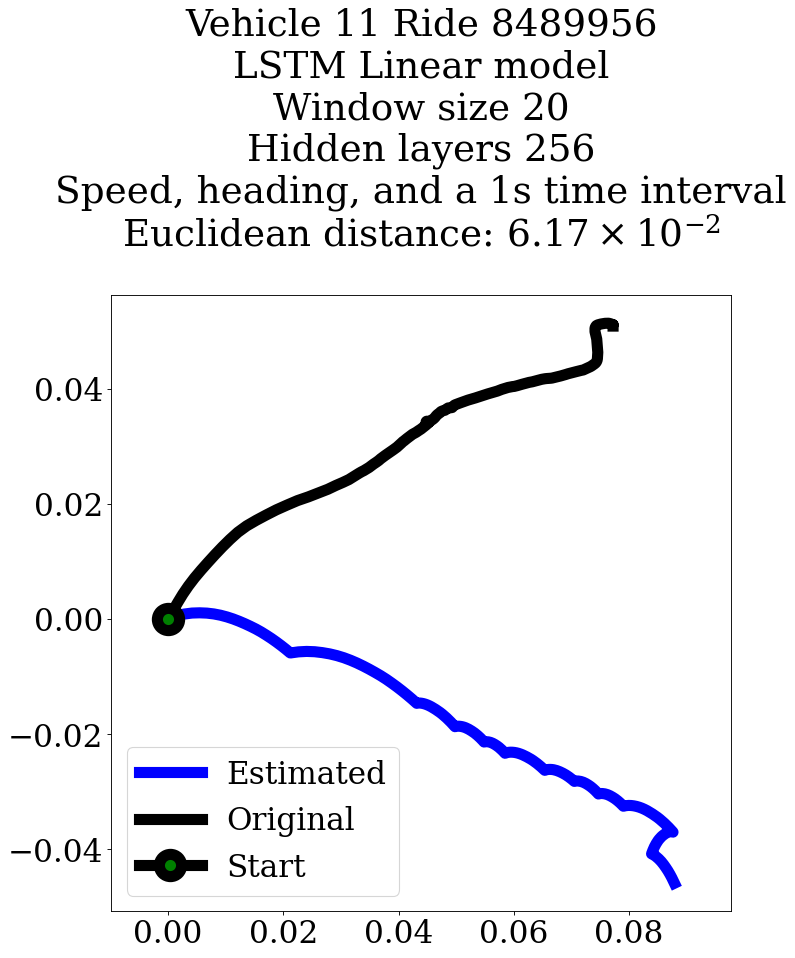 Vehicle 11 Ride 8489956
LSTM Linear model
Window size 20
Hidden layers 256
Speed, heading, and a 1s time interval
Euclidean distance: 6.17 × 10⁻²
0.04
0.02
0.00
−0.02
−0.04
Estimated
Original
Start
0.00 0.02 0.04 0.06 0.08